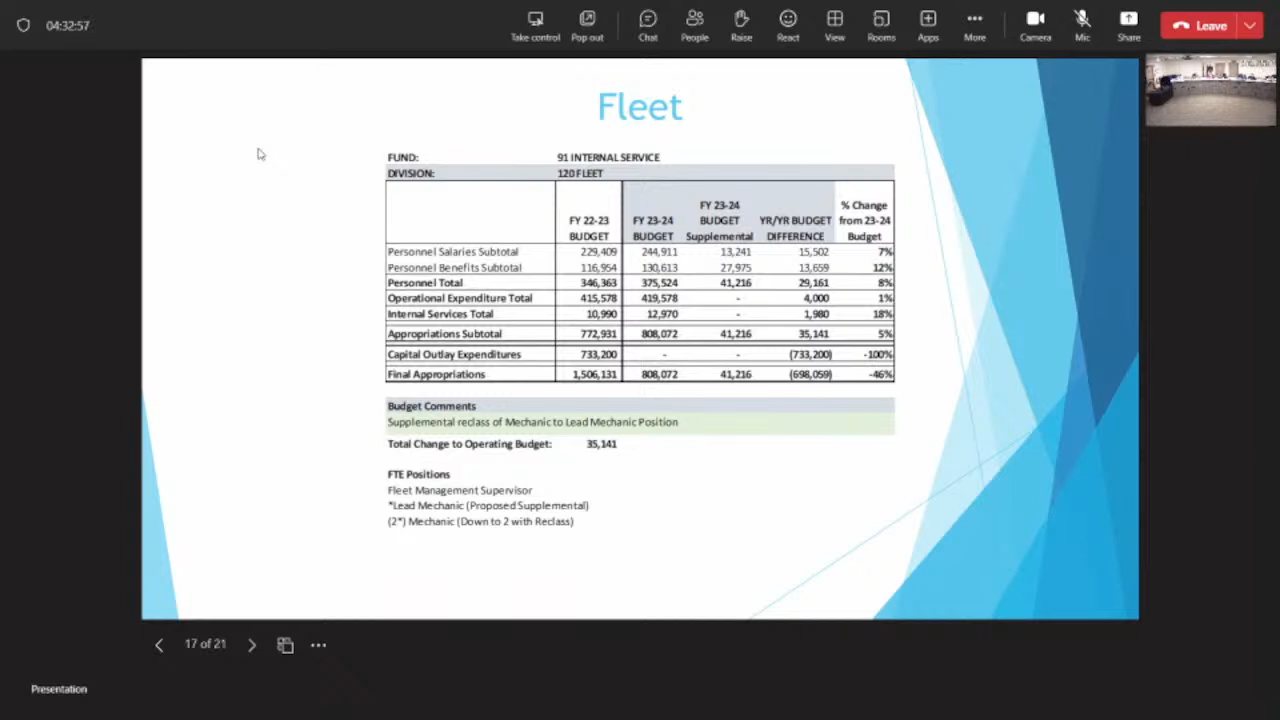 04:32:57
Take control Pop out Chat People Raise React View Rooms Apps More Camera Mic Share Leave
Fleet
FUND: 91 INTERNAL SERVICE
DIVISION: 120 FLEET
FY 22-23 BUDGET FY 23-24 BUDGET FY 23-24 BUDGET Supplemental YR/YR BUDGET DIFFERENCE % Change from 23-24 Budget
Personnel Salaries Subtotal 229,409 244,911 13,241 15,502 7%
Personnel Benefits Subtotal 116,954 130,613 27,975 13,659 12%
Personnel Total 346,363 375,524 41,216 29,161 8%
Operational Expenditure Total 415,578 419,578 - 4,000 1%
Internal Services Total 10,990 12,970 - 1,980 18%
Appropriations Subtotal 772,931 808,072 41,216 35,141 5%
Capital Outlay Expenditures 733,200 - - (733,200) -100%
Final Appropriations 1,506,131 808,072 41,216 (698,059) -46%
Budget Comments
Supplemental reclass of Mechanic to Lead Mechanic Position
Total Change to Operating Budget: 35,141
FTE Positions
Fleet Management Supervisor
*Lead Mechanic (Proposed Supplemental)
(2*) Mechanic (Down to 2 with Reclass)
17 of 21
Presentation